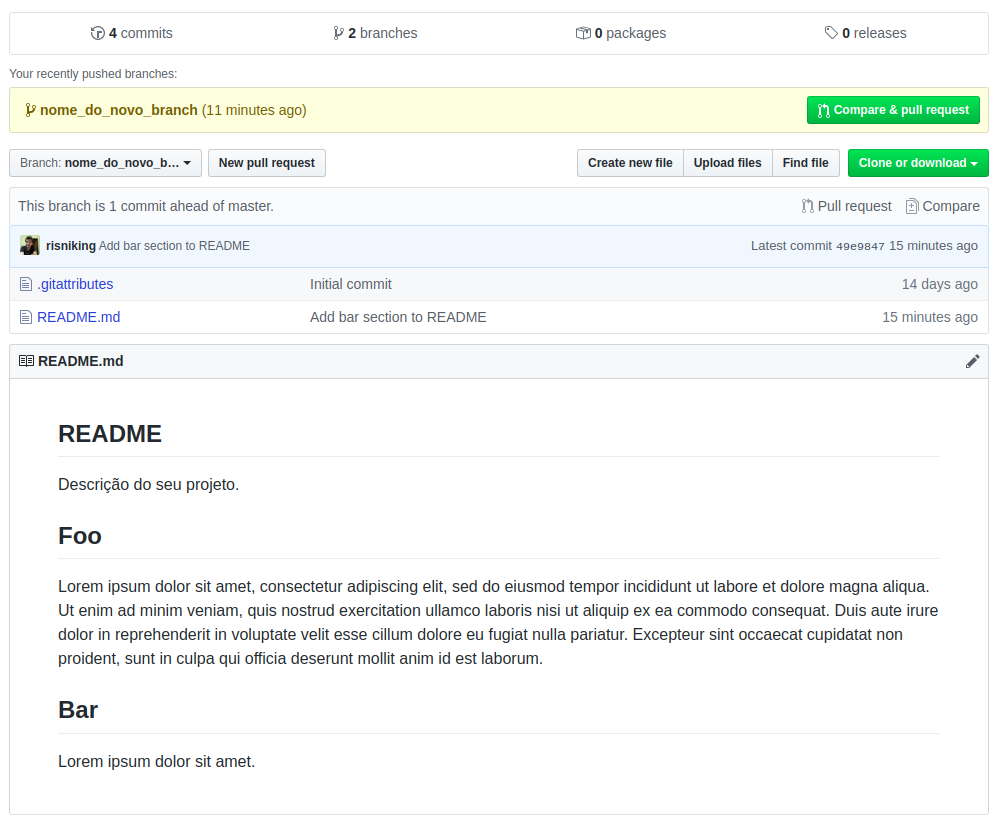 4 commits 2 branches 0 packages 0 releases
Your recently pushed branches:
nome_do_novo_branch (11 minutes ago) Compare & pull request
Branch: nome_do_novo_b... New pull request Create new file Upload files Find file Clone or download
This branch is 1 commit ahead of master. Pull request Compare
risniking Add bar section to README Latest commit 49e9847 15 minutes ago
.gitattributes Initial commit 14 days ago
README.md Add bar section to README 15 minutes ago
README.md
README
Descrição do seu projeto.
Foo
Lorem ipsum dolor sit amet, consectetur adipiscing elit, sed do eiusmod tempor incididunt ut labore et dolore magna aliqua.
Ut enim ad minim veniam, quis nostrud exercitation ullamco laboris nisi ut aliquip ex ea commodo consequat. Duis aute irure
dolor in reprehenderit in voluptate velit esse cillum dolore eu fugiat nulla pariatur. Excepteur sint occaecat cupidatat non
proident, sunt in culpa qui officia deserunt mollit anim id est laborum.
Bar
Lorem ipsum dolor sit amet.